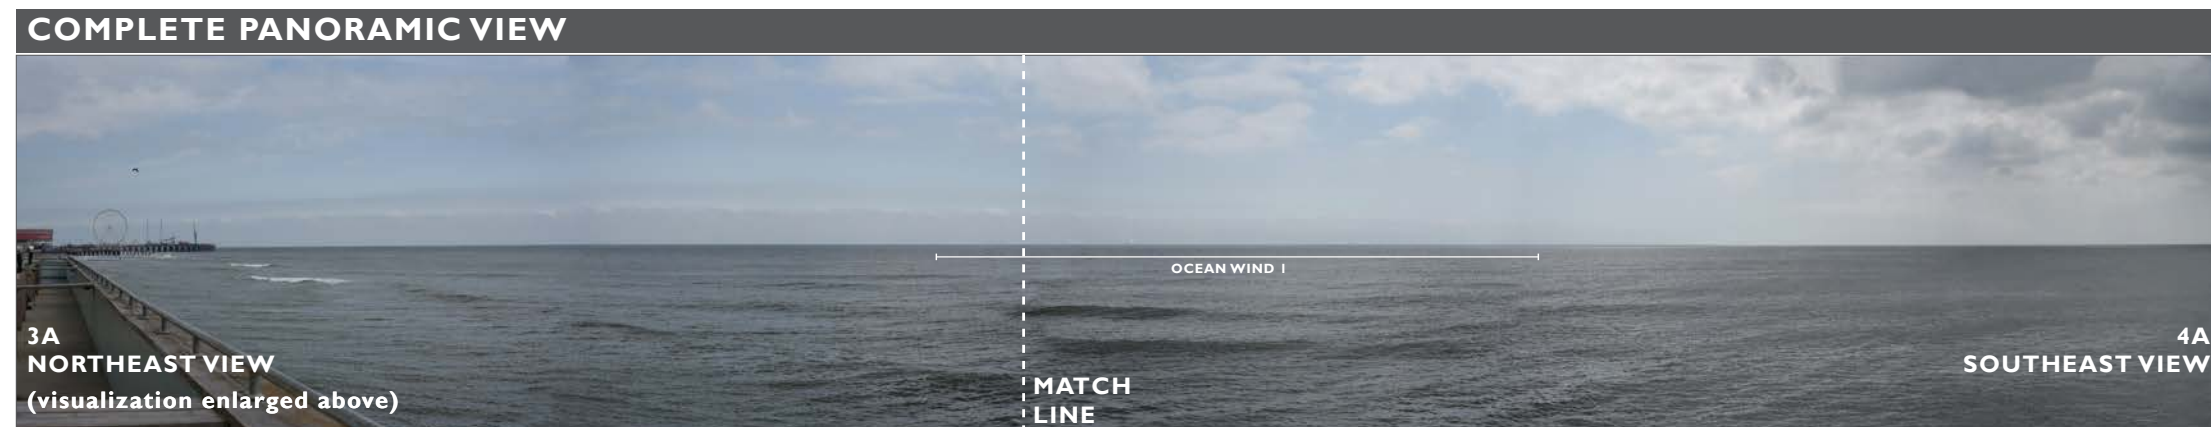 COMPLETE PANORAMIC VIEW
OCEAN WIND 1
3A
NORTHEAST VIEW
(visualization enlarged above)
MATCH
LINE
4A
SOUTHEAST VIEW